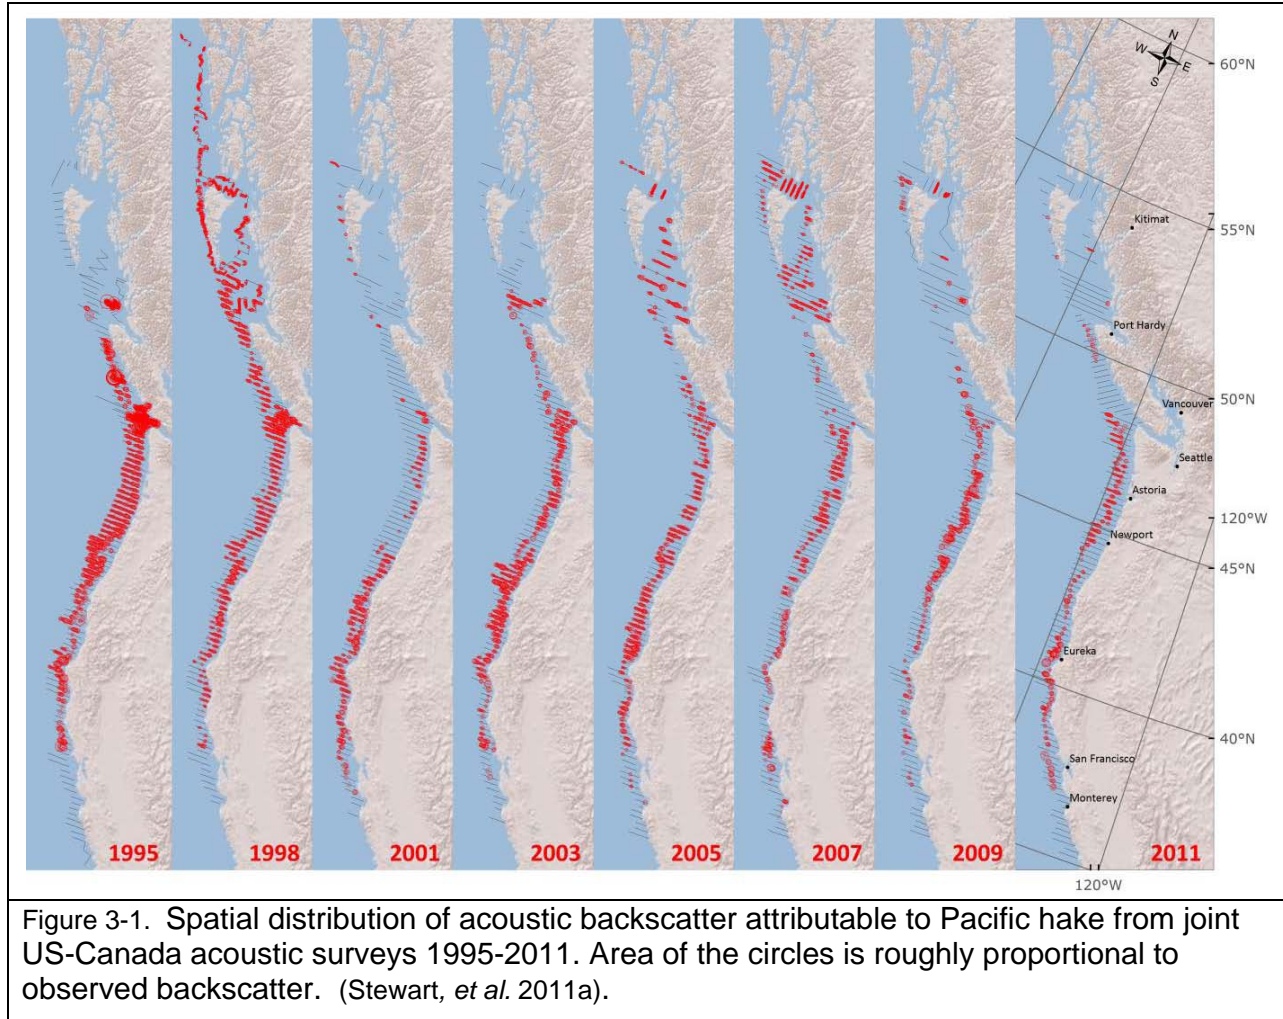 N
W
E
S
60°N
Kitimat
55°N
Port Hardy
50°N
Vancouver
Seattle
Astoria
120°W
Newport
45°N
Eureka
40°N
San Francisco
Monterey
1995 1998 2001 2003 2005 2007 2009 2011
120°W
Figure 3-1. Spatial distribution of acoustic backscatter attributable to Pacific hake from joint
US-Canada acoustic surveys 1995-2011. Area of the circles is roughly proportional to
observed backscatter. (Stewart, et al. 2011a).